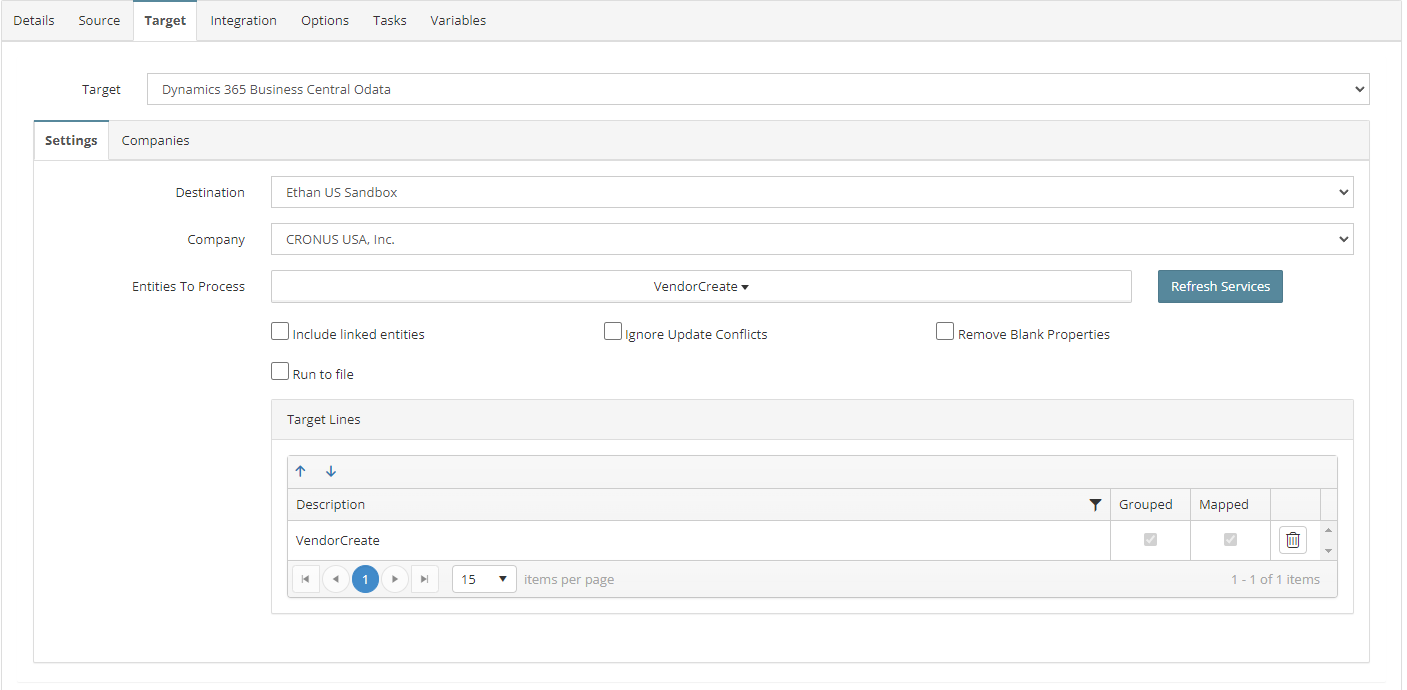 Details Source Target Integration Options Tasks Variables
Target Dynamics 365 Business Central Odata
Settings Companies
Destination Ethan US Sandbox
Company CRONUS USA, Inc.
Entities To Process VendorCreate Refresh Services
Include linked entities Ignore Update Conflicts Remove Blank Properties
Run to file
Target Lines
Description Grouped Mapped
VendorCreate
1 15 items per page 1 - 1 of 1 items